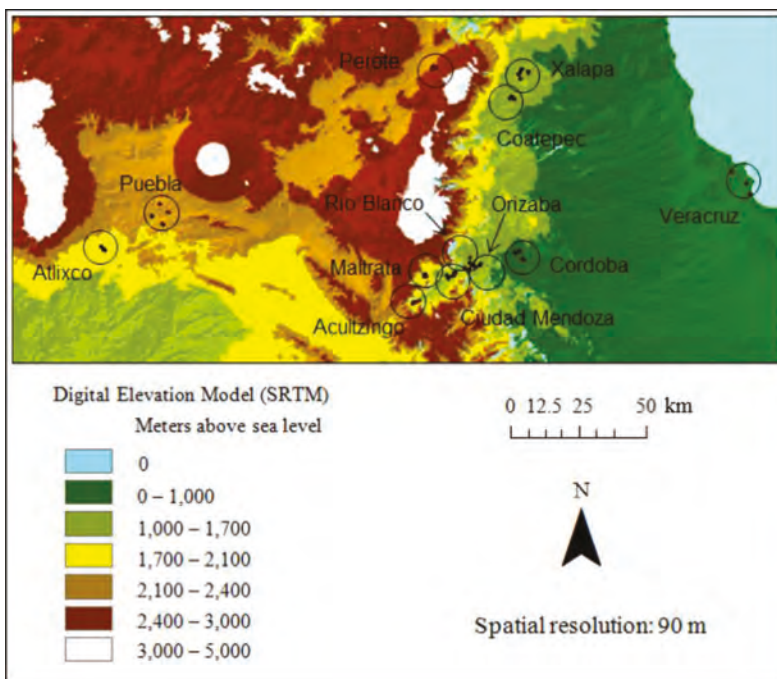 Perote
Xalapa
Coatepec
Puebla
Rio Blanco
Orizaba
Veracruz
Atlixco
Maltrata
Cordoba
Acultzingo
Ciudad Mendoza
Digital Elevation Model (SRTM)
Meters above sea level
0
0 – 1,000
1,000 – 1,700
1,700 – 2,100
2,100 – 2,400
2,400 – 3,000
3,000 – 5,000
0 12.5 25 50 km
N
Spatial resolution: 90 m